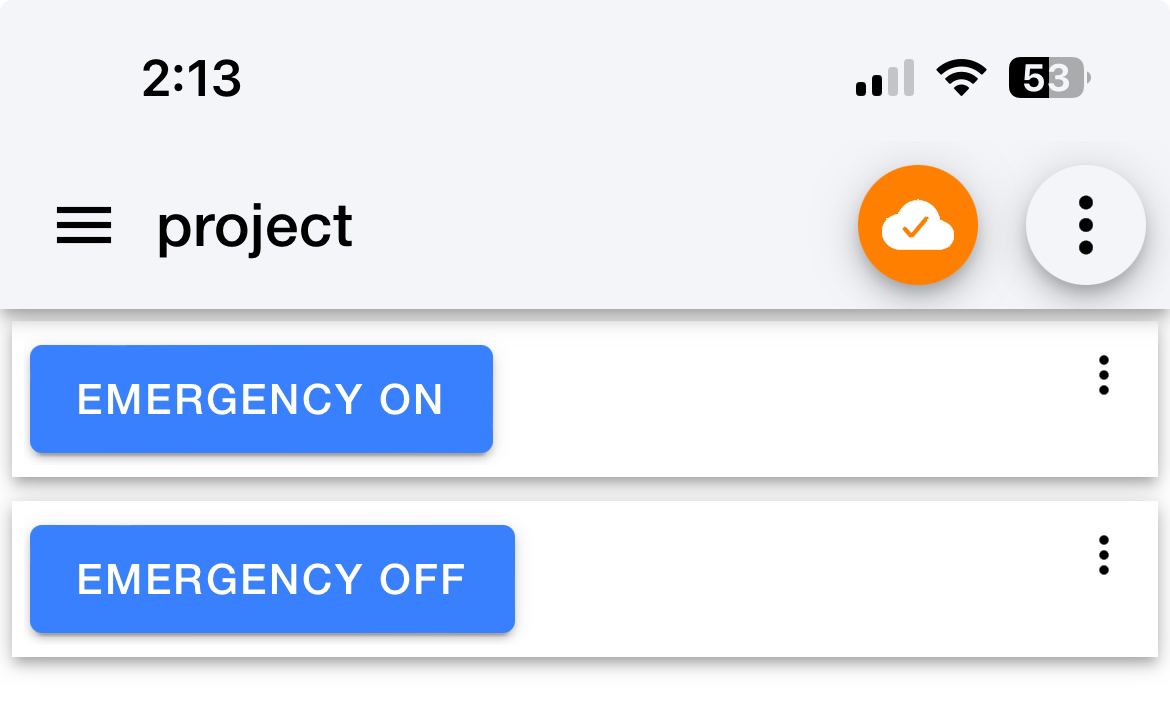 2:13
53
project
EMERGENCY ON
EMERGENCY OFF